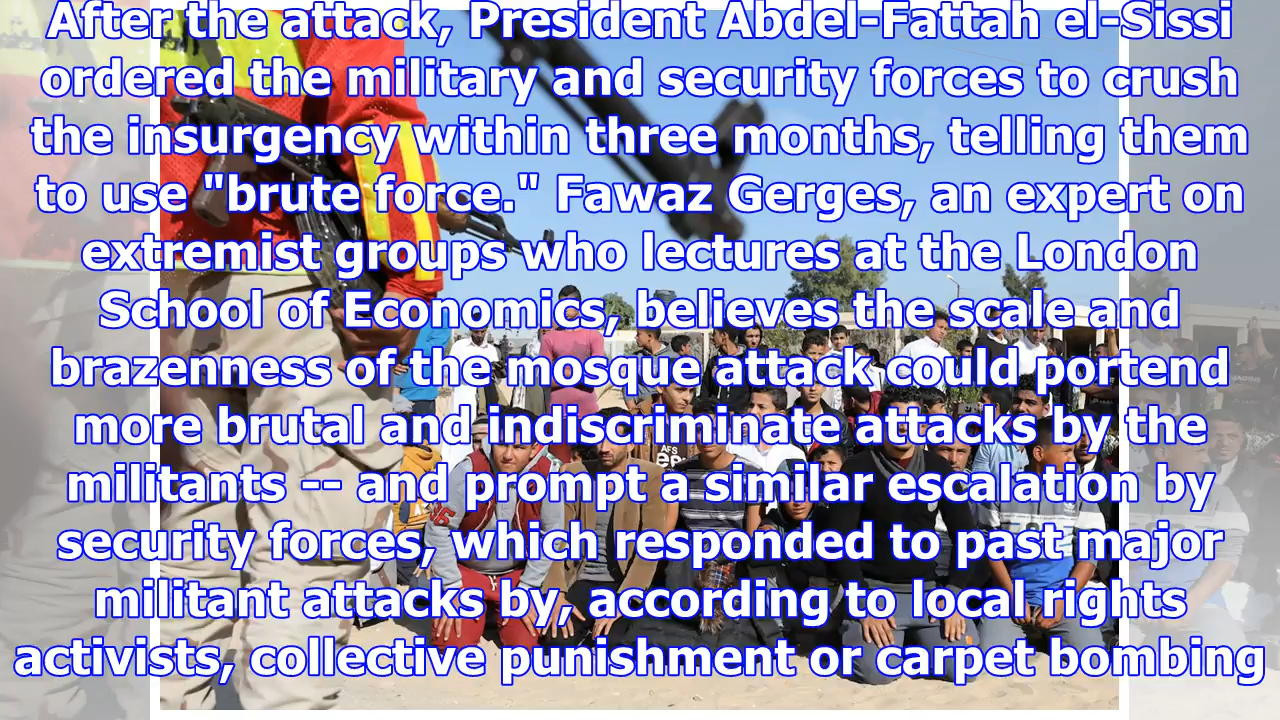 After the attack, President Abdel-Fattah el-Sissi
ordered the military and security forces to crush
the insurgency within three months, telling them
to use "brute force." Fawaz Gerges, an expert on
extremist groups who lectures at the London
School of Economics, believes the scale and
brazenness of the mosque attack could portend
more brutal and indiscriminate attacks by the
militants -- and prompt a similar escalation by
security forces, which responded to past major
militant attacks by, according to local rights
activists, collective punishment or carpet bombing